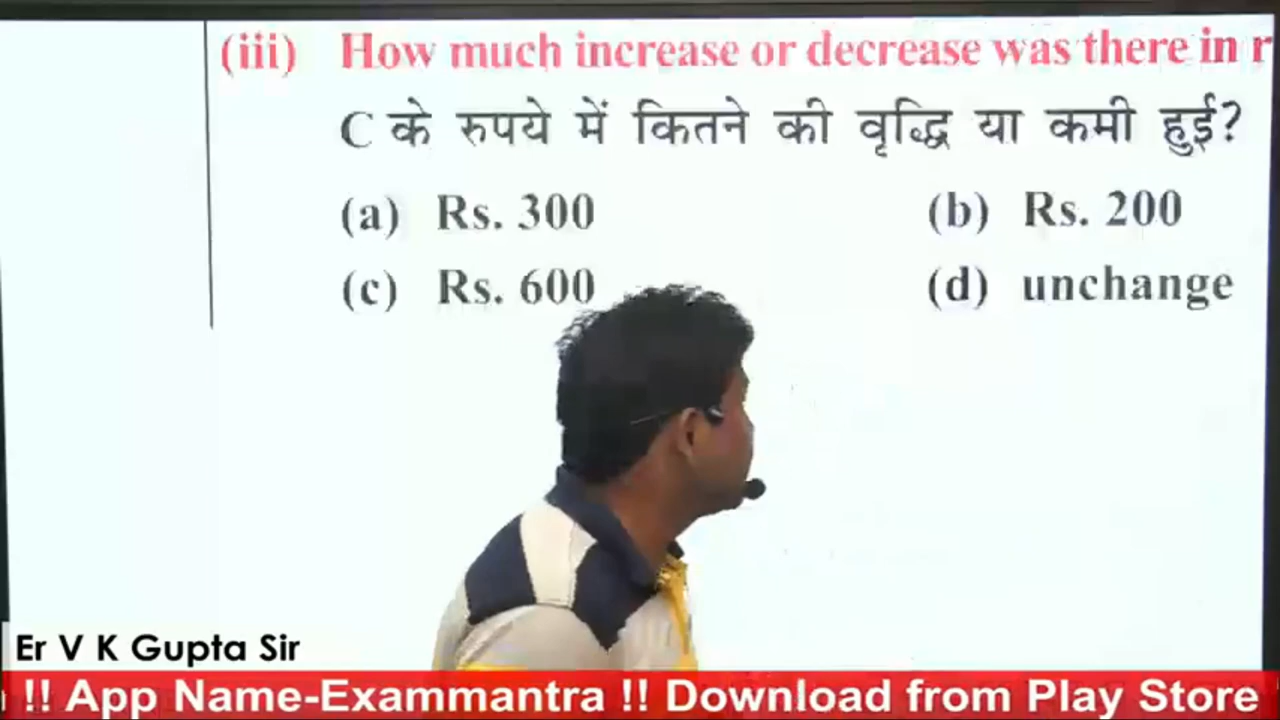 (iii) How much increase or decrease was there in r
C के रुपये में कितने की वृद्धि या कमी हुई?
(a) Rs. 300 (b) Rs. 200
(c) Rs. 600 (d) unchange
Er V K Gupta Sir
!! App Name-Exammantra !! Download from Play Store